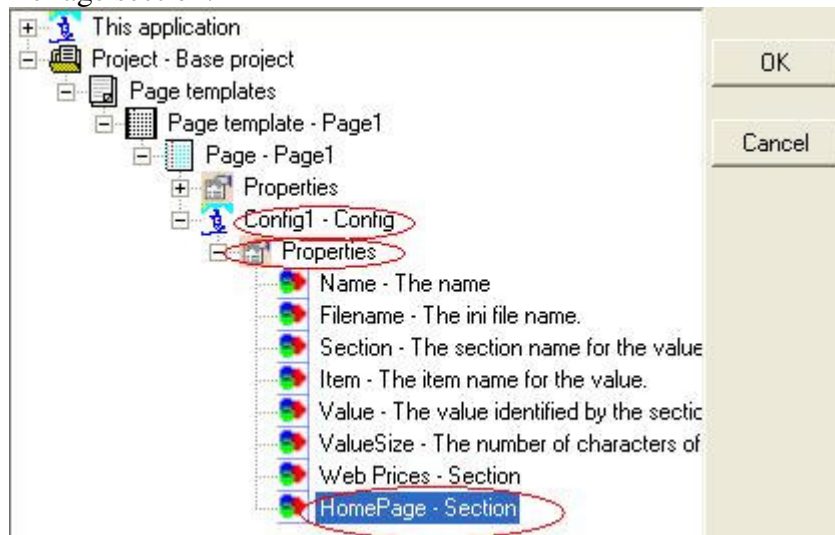 This application
Project - Base project
OK
Page templates
Page template - Page1
Cancel
Page - Page1
Properties
Config1 - Config
Properties
Name - The name
Filename - The ini file name.
Section - The section name for the value
Item - The item name for the value.
Value - The value identified by the sectio
ValueSize - The number of characters of
Web Prices - Section
HomePage - Section